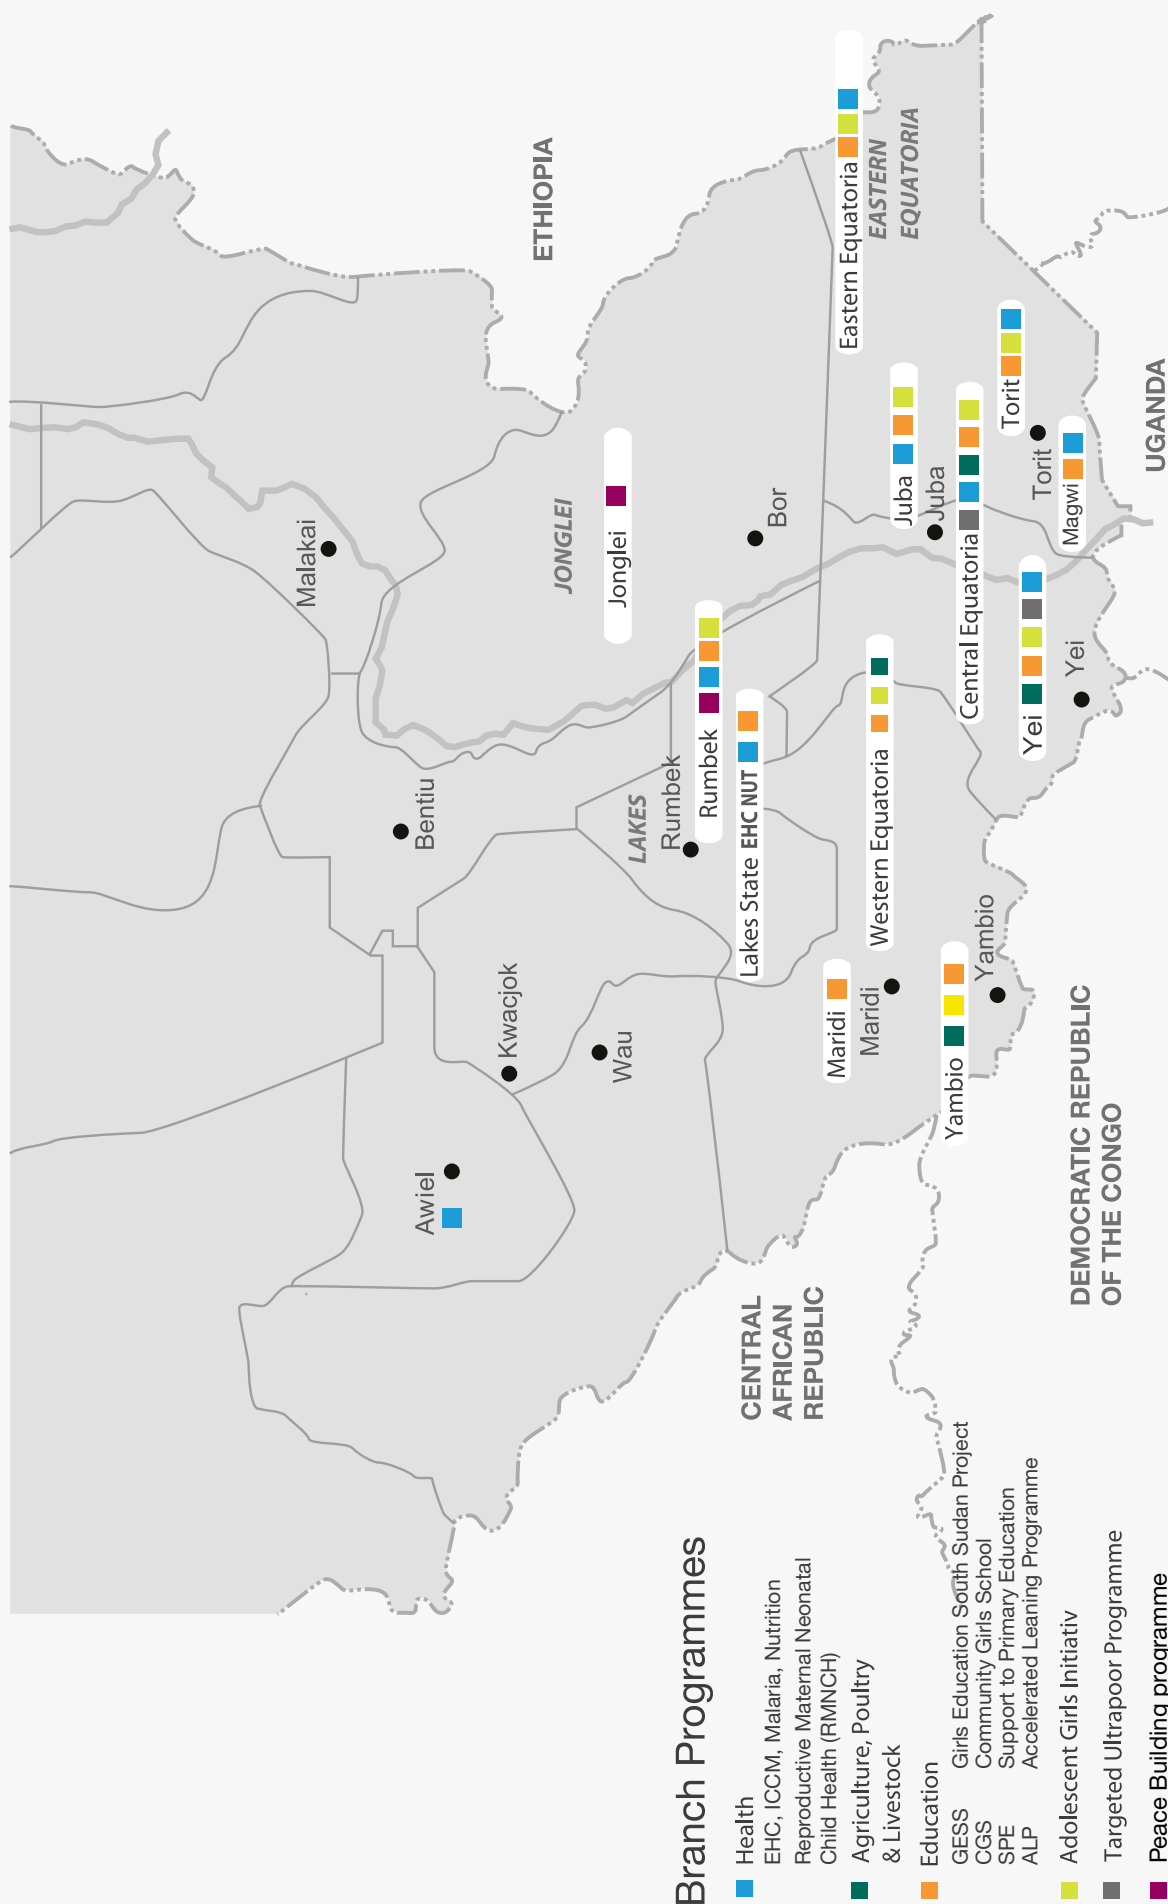 Branch Programmes
Health
EHC, ICCM, Malaria, Nutrition
Reproductive Maternal Neonatal
Child Health (RMNCH)
Agriculture, Poultry
& Livestock
Education
GESS Girls Education South Sudan Project
CGS Community Girls School
SPE Support to Primary Education
ALP Accelerated Leaning Programme
Adolescent Girls Initiativ
Targeted Ultrapoor Programme
Peace Building programme
CENTRAL
AFRICAN
REPUBLIC
DEMOCRATIC REPUBLIC
OF THE CONGO
Awiel
Kwacjok
Wau
Maridi
Maridi
Yambio
Yambio
Bentiu
LAKES
Rumbek
Rumbek
Lakes State EHC NUT
Western Equatoria
Malakai
JONGLEI
Jonglei
Bor
Juba
Juba
Central Equatoria
Yei
Yei
Torit
Torit
Magwi
ETHIOPIA
Eastern Equatoria
EASTERN
EQUATORIA
UGANDA